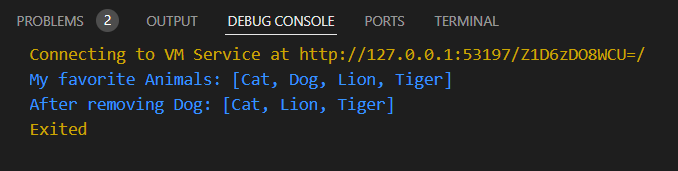 PROBLEMS 2 OUTPUT DEBUG CONSOLE PORTS TERMINAL
Connecting to VM Service at http://127.0.0.1:53197/Z1D6zDO8WCU=/
My favorite Animals: [Cat, Dog, Lion, Tiger]
After removing Dog: [Cat, Lion, Tiger]
Exited